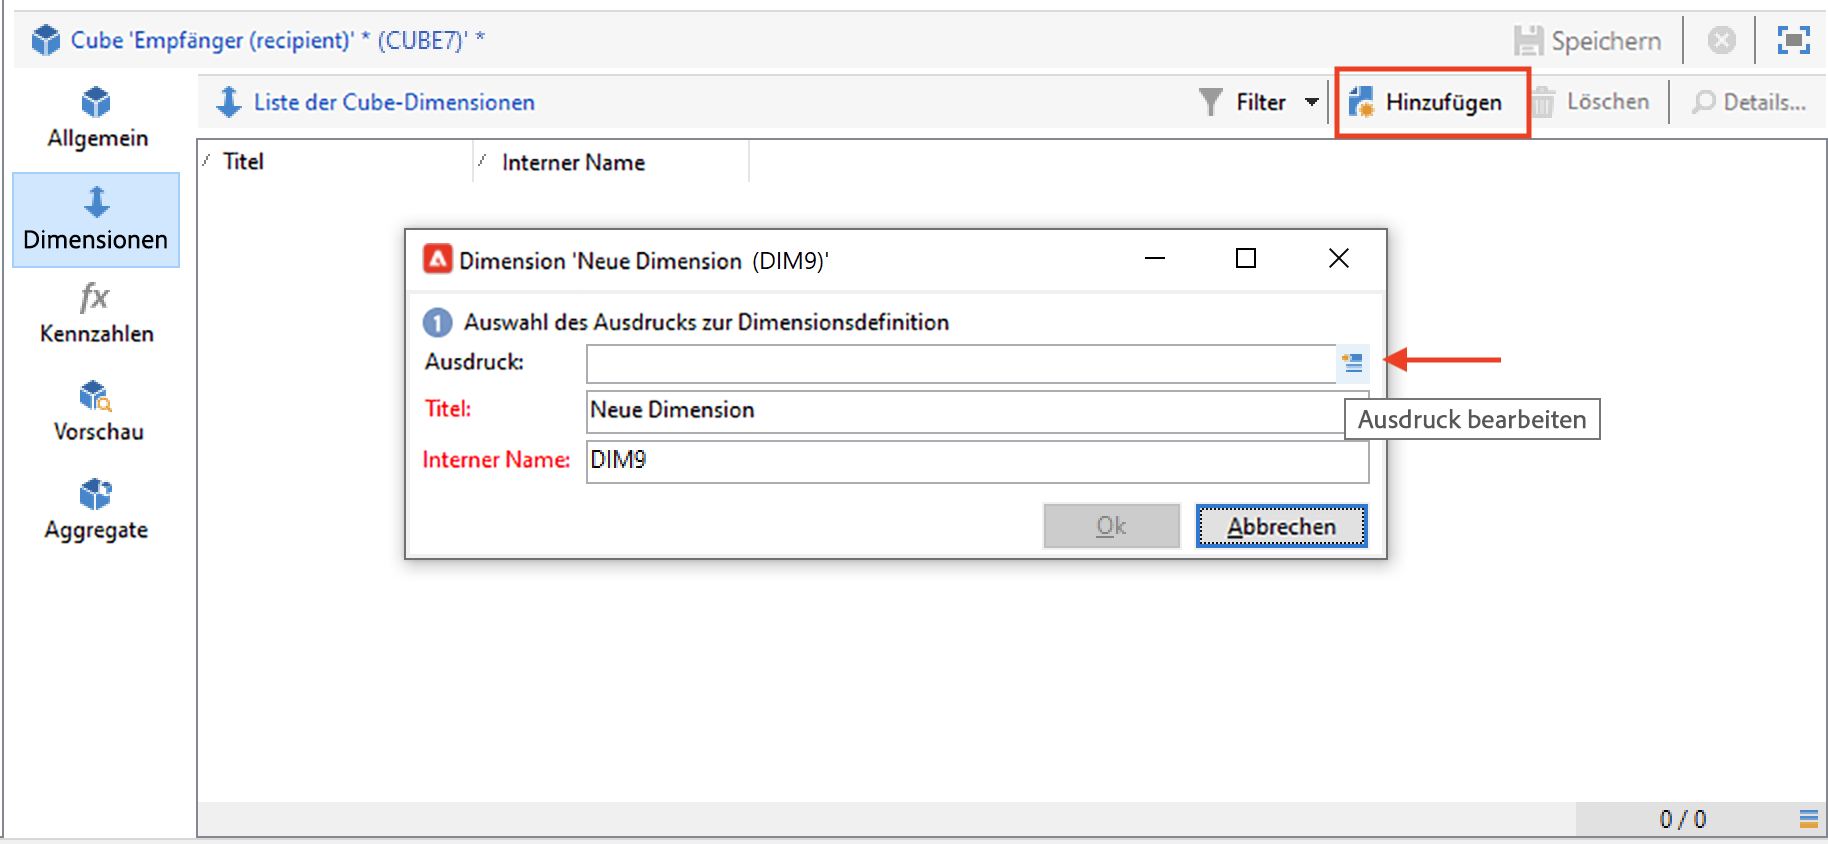 Cube 'Empfänger (recipient)' * (CUBE7)' *
Speichern
Allgemein
Dimensionen
fx
Kennzahlen
Vorschau
Aggregate
Liste der Cube-Dimensionen
Filter
Hinzufügen
Löschen
Details...
Titel
Interner Name
Dimension 'Neue Dimension (DIM9)'
1 Auswahl des Ausdrucks zur Dimensionsdefinition
Ausdruck:
Titel: Neue Dimension
Ausdruck bearbeiten
Interner Name: DIM9
Ok
Abbrechen
0 / 0